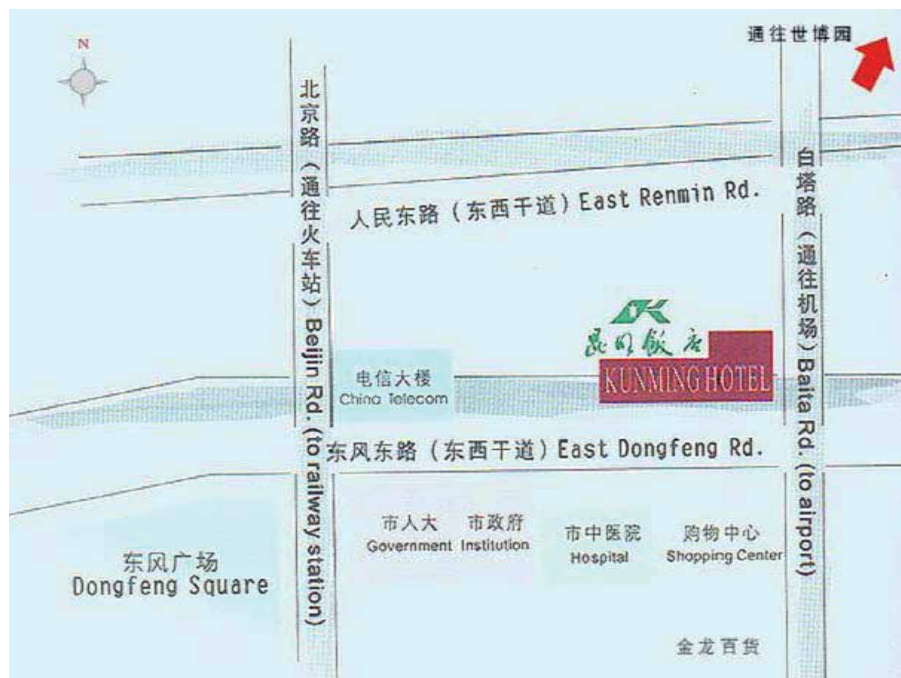 通往世博园
N
北京路（通往火车站）Beijin Rd. (to railway station)
白塔路（通往机场）Baita Rd. (to airport)
人民东路（东西干道）East Renmin Rd.
昆明饭店
KUNMING HOTEL
电信大楼
China Telecom
东风东路（东西干道）East Dongfeng Rd.
市人大 市政府
Government Institution
市中医院
Hospital
购物中心
Shopping Center
东风广场
Dongfeng Square
金龙百货